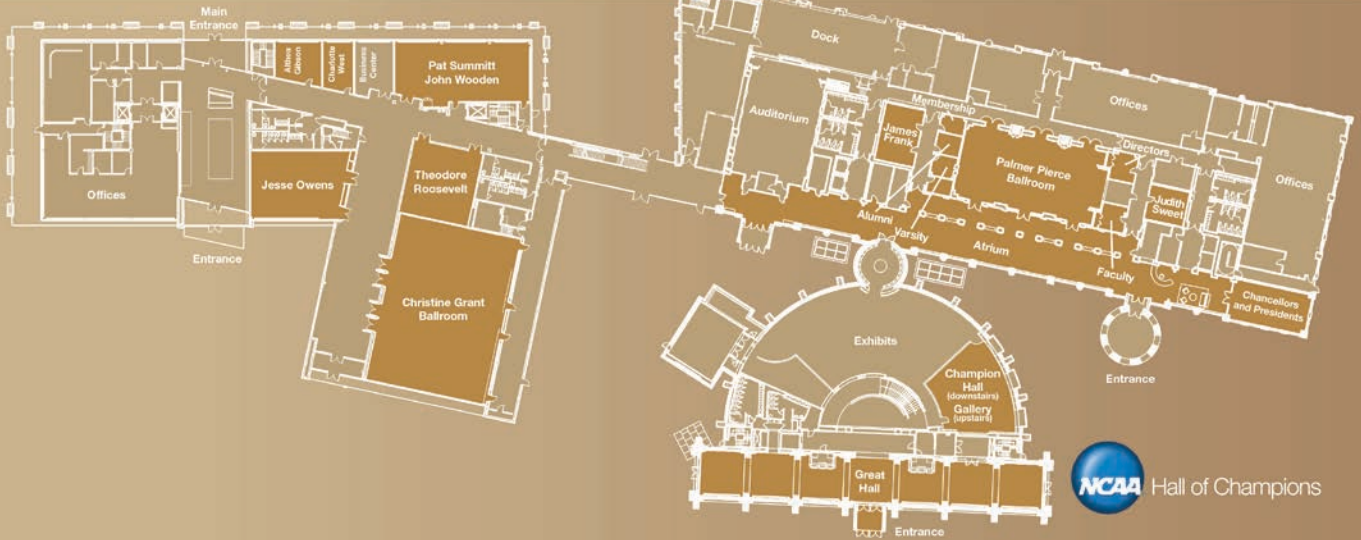 Main
Entrance
Althea
Gibson
Charlotte
West
Business
Center
Pat Summitt
John Wooden
Offices
Jesse Owens
Theodore
Roosevelt
Entrance
Christine Grant
Ballroom
Dock
Auditorium
Membership
Offices
James
Frank
Directors
Palmer Pierce
Ballroom
Offices
Judith
Sweet
Alumni
Varsity
Atrium
Faculty
Chancellors
and Presidents
Exhibits
Entrance
Champion
Hall
(downstairs)
Gallery
(upstairs)
Great
Hall
Entrance
NCAA Hall of Champions